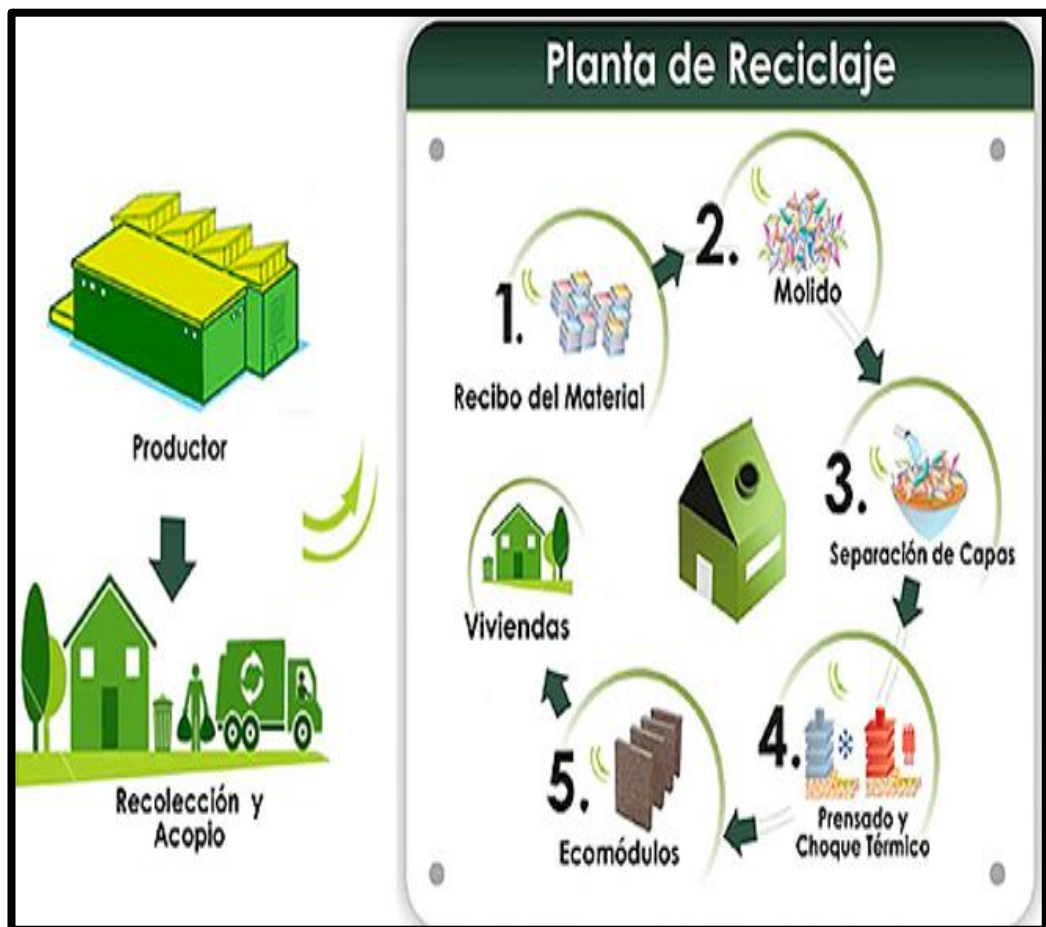 Planta de Reciclaje
Productor
Recolección y
Acopio
1.
Recibo del Material
2.
Molido
3.
Separación de Capas
4.
Prensado y
Choque Térmico
5.
Ecomódulos
Viviendas